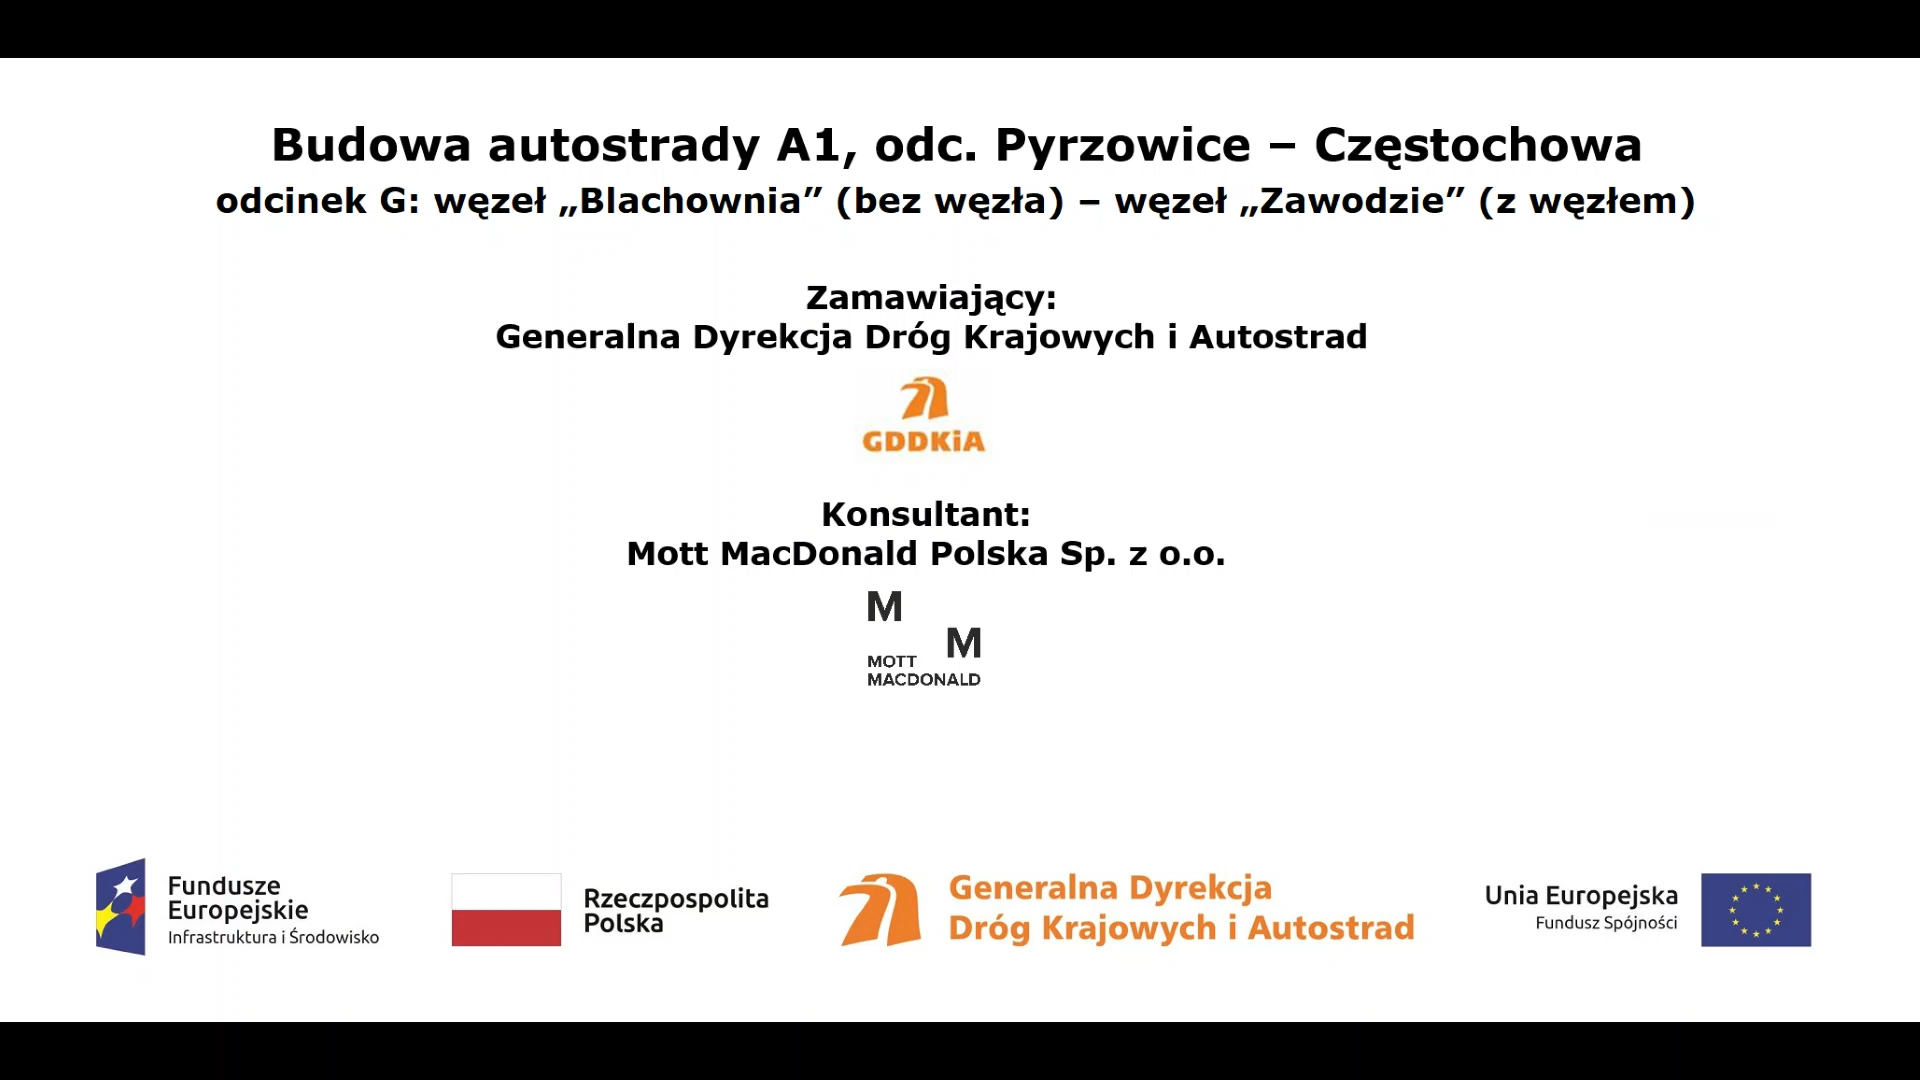 Budowa autostrady A1, odc. Pyrzowice – Częstochowa
odcinek G: węzeł „Blachownia” (bez węzła) – węzeł „Zawodzie” (z węzłem)
Zamawiający:
Generalna Dyrekcja Dróg Krajowych i Autostrad
GDDKiA
Konsultant:
Mott MacDonald Polska Sp. z o.o.
M
M
MOTT
MACDONALD
Fundusze
Europejskie
Infrastruktura i Środowisko
Rzeczpospolita
Polska
Generalna Dyrekcja
Dróg Krajowych i Autostrad
Unia Europejska
Fundusz Spójności